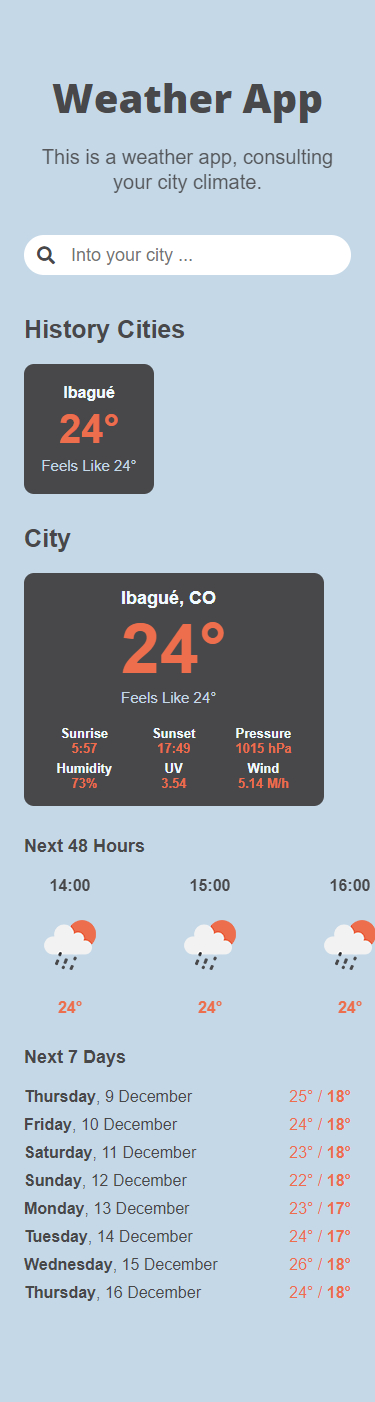 Weather App
This is a weather app, consulting
your city climate.
Into your city ...
History Cities
Ibagué
24°
Feels Like 24°
City
Ibagué, CO
24°
Feels Like 24°
Sunrise Sunset Pressure
5:57 17:49 1015 hPa
Humidity UV Wind
73% 3.54 5.14 M/h
Next 48 Hours
14:00 15:00 16:00
24° 24° 24°
Next 7 Days
Thursday, 9 December 25° / 18°
Friday, 10 December 24° / 18°
Saturday, 11 December 23° / 18°
Sunday, 12 December 22° / 18°
Monday, 13 December 23° / 17°
Tuesday, 14 December 24° / 17°
Wednesday, 15 December 26° / 18°
Thursday, 16 December 24° / 18°